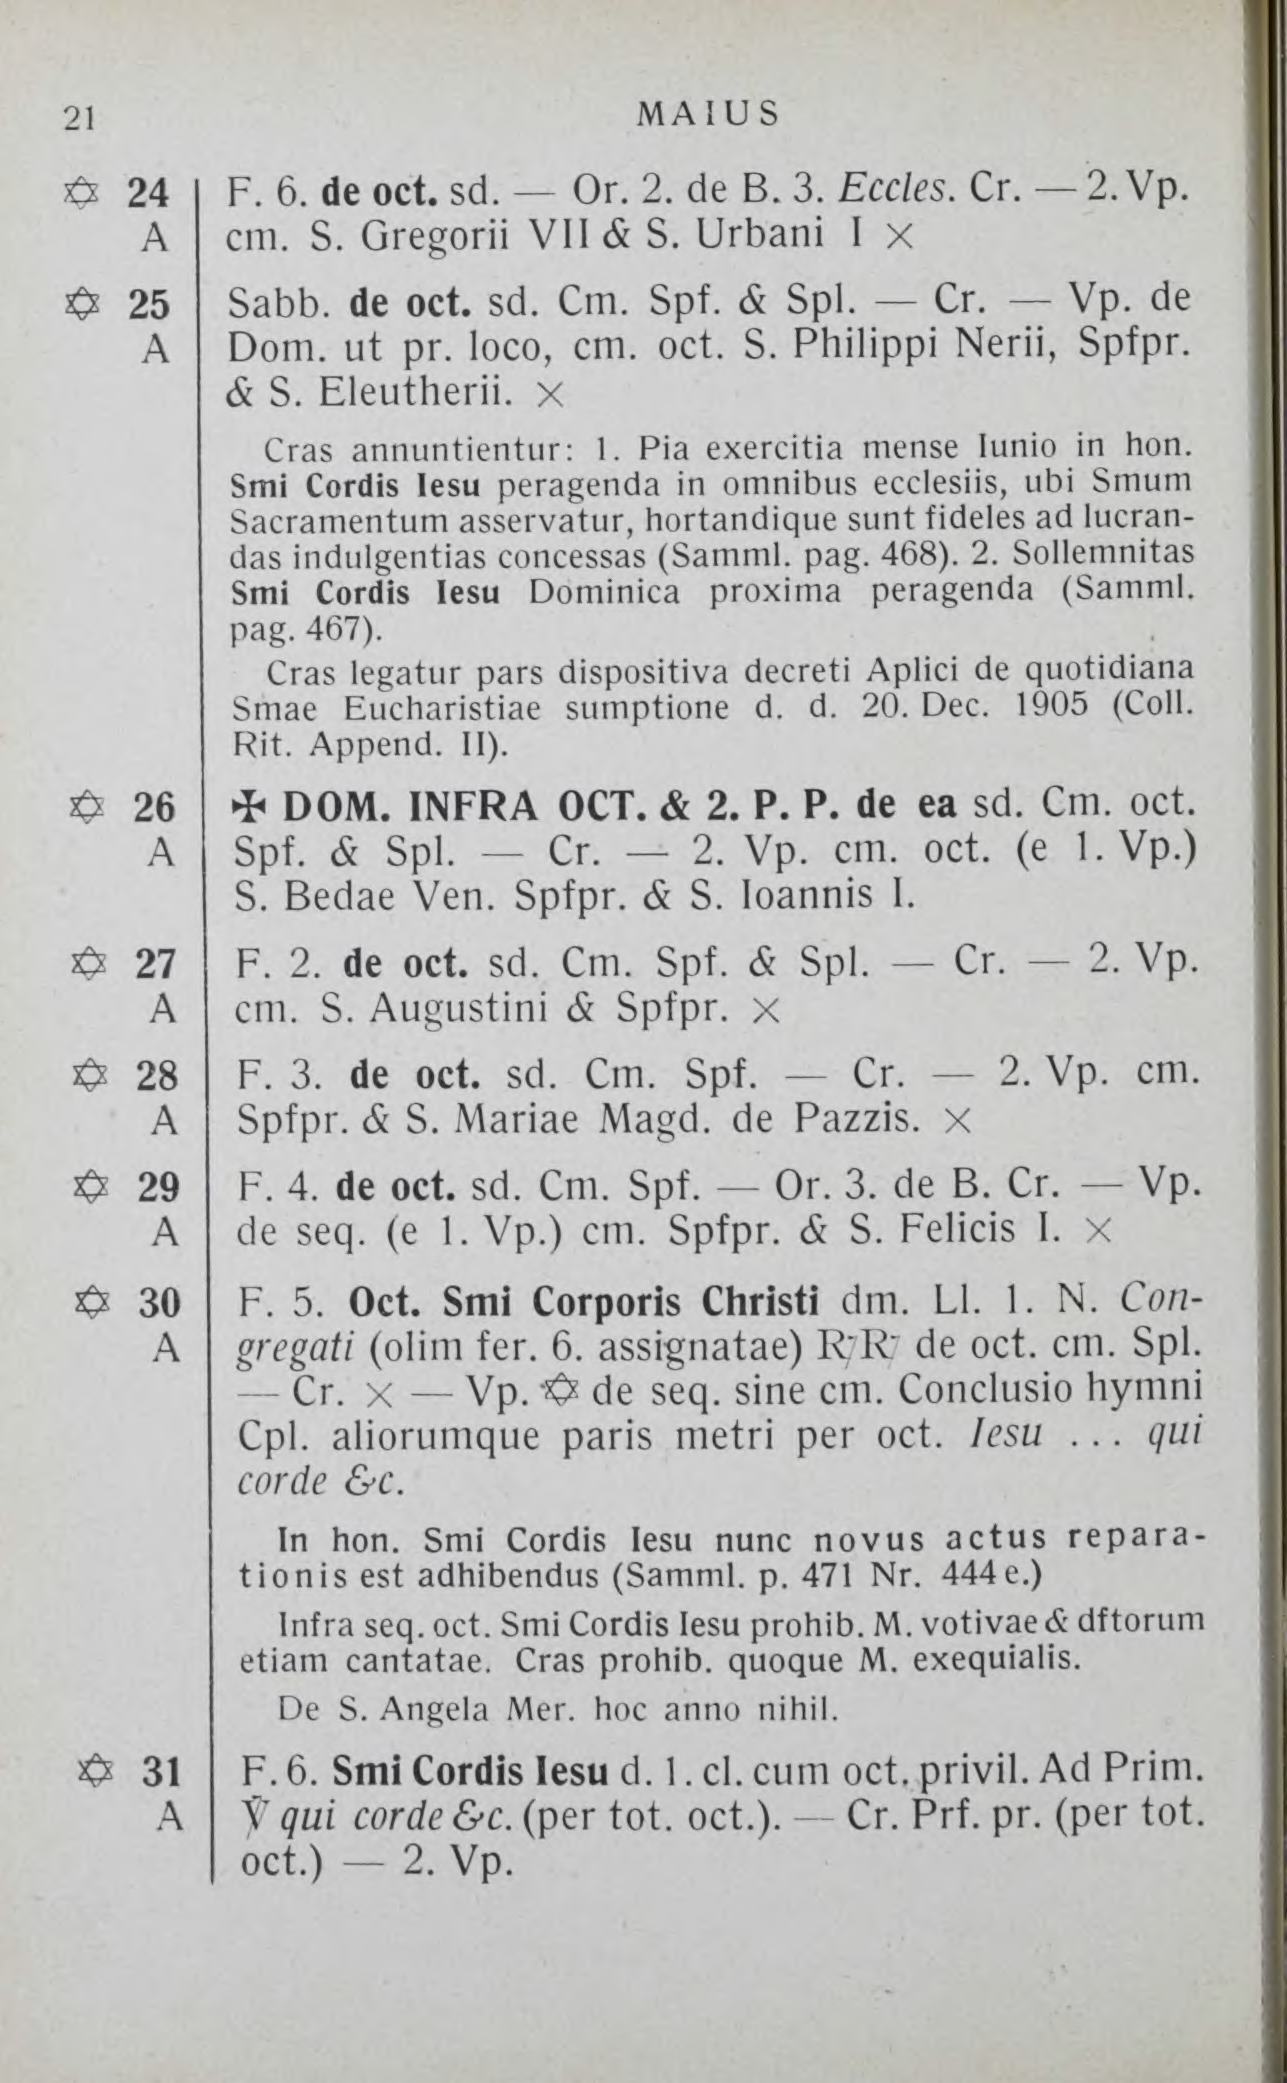 21 MAIUS
✡ 24 F. 6. de oct. sd. — Or. 2. de B. 3. Eccles. Cr. — 2. Vp.
A cm. S. Gregorii VII & S. Urbani I ×
✡ 25 Sabb. de oct. sd. Cm. Spf. & Spl. — Cr. — Vp. de
A Dom. ut pr. loco, cm. oct. S. Philippi Nerii, Spfpr.
& S. Eleutherii. ×
Cras annuntientur: 1. Pia exercitia mense Iunio in hon.
Smi Cordis Iesu peragenda in omnibus ecclesiis, ubi Smum
Sacramentum asservatur, hortandique sunt fideles ad lucran-
das indulgentias concessas (Samml. pag. 468). 2. Sollemnitas
Smi Cordis Iesu Dominica proxima peragenda (Samml.
pag. 467).
Cras legatur pars dispositiva decreti Aplici de quotidiana
Smae Eucharistiae sumptione d. d. 20. Dec. 1905 (Coll.
Rit. Append. II).
✡ 26 ✠ DOM. INFRA OCT. & 2. P. P. de ea sd. Cm. oct.
A Spf. & Spl. — Cr. — 2. Vp. cm. oct. (e 1. Vp.)
S. Bedae Ven. Spfpr. & S. Ioannis I.
✡ 27 F. 2. de oct. sd. Cm. Spf. & Spl. — Cr. — 2. Vp.
A cm. S. Augustini & Spfpr. ×
✡ 28 F. 3. de oct. sd. Cm. Spf. — Cr. — 2. Vp. cm.
A Spfpr. & S. Mariae Magd. de Pazzis. ×
✡ 29 F. 4. de oct. sd. Cm. Spf. — Or. 3. de B. Cr. — Vp.
A de seq. (e 1. Vp.) cm. Spfpr. & S. Felicis I. ×
✡ 30 F. 5. Oct. Smi Corporis Christi dm. Ll. 1. N. Con-
A gregati (olim fer. 6. assignatae) ℟℟ de oct. cm. Spl.
— Cr. × — Vp. ✡ de seq. sine cm. Conclusio hymni
Cpl. aliorumque paris metri per oct. Iesu ... qui
corde &c.
In hon. Smi Cordis Iesu nunc novus actus repara-
tionis est adhibendus (Samml. p. 471 Nr. 444 e.)
Infra seq. oct. Smi Cordis Iesu prohib. M. votivae & dftorum
etiam cantatae. Cras prohib. quoque M. exequialis.
De S. Angela Mer. hoc anno nihil.
✡ 31 F. 6. Smi Cordis Iesu d. 1. cl. cum oct. privil. Ad Prim.
A ℣ qui corde &c. (per tot. oct.). — Cr. Prf. pr. (per tot.
oct.) — 2. Vp.